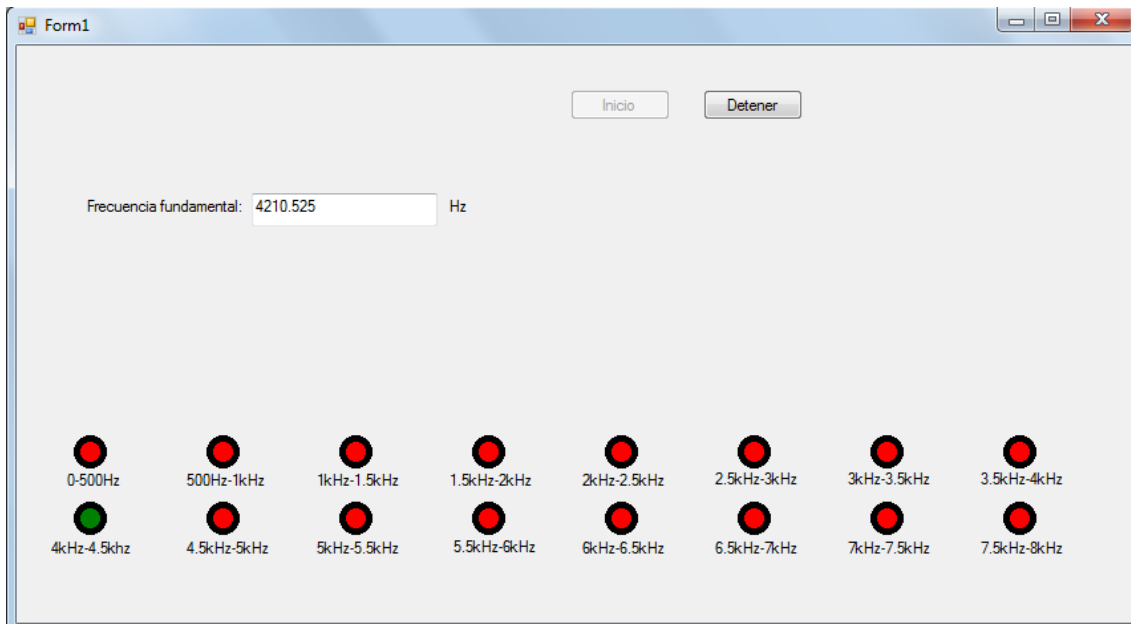 Form1
Inicio Detener
Frecuencia fundamental: 4210.525 Hz
0-500Hz 500Hz-1kHz 1kHz-1.5kHz 1.5kHz-2kHz 2kHz-2.5kHz 2.5kHz-3kHz 3kHz-3.5kHz 3.5kHz-4kHz
4kHz-4.5khz 4.5kHz-5kHz 5kHz-5.5kHz 5.5kHz-6kHz 6kHz-6.5kHz 6.5kHz-7kHz 7kHz-7.5kHz 7.5kHz-8kHz